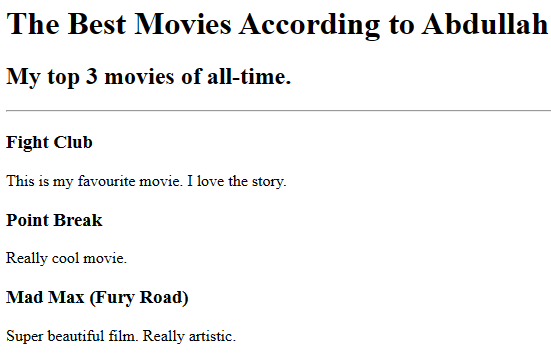 The Best Movies According to Abdullah
My top 3 movies of all-time.
Fight Club
This is my favourite movie. I love the story.
Point Break
Really cool movie.
Mad Max (Fury Road)
Super beautiful film. Really artistic.